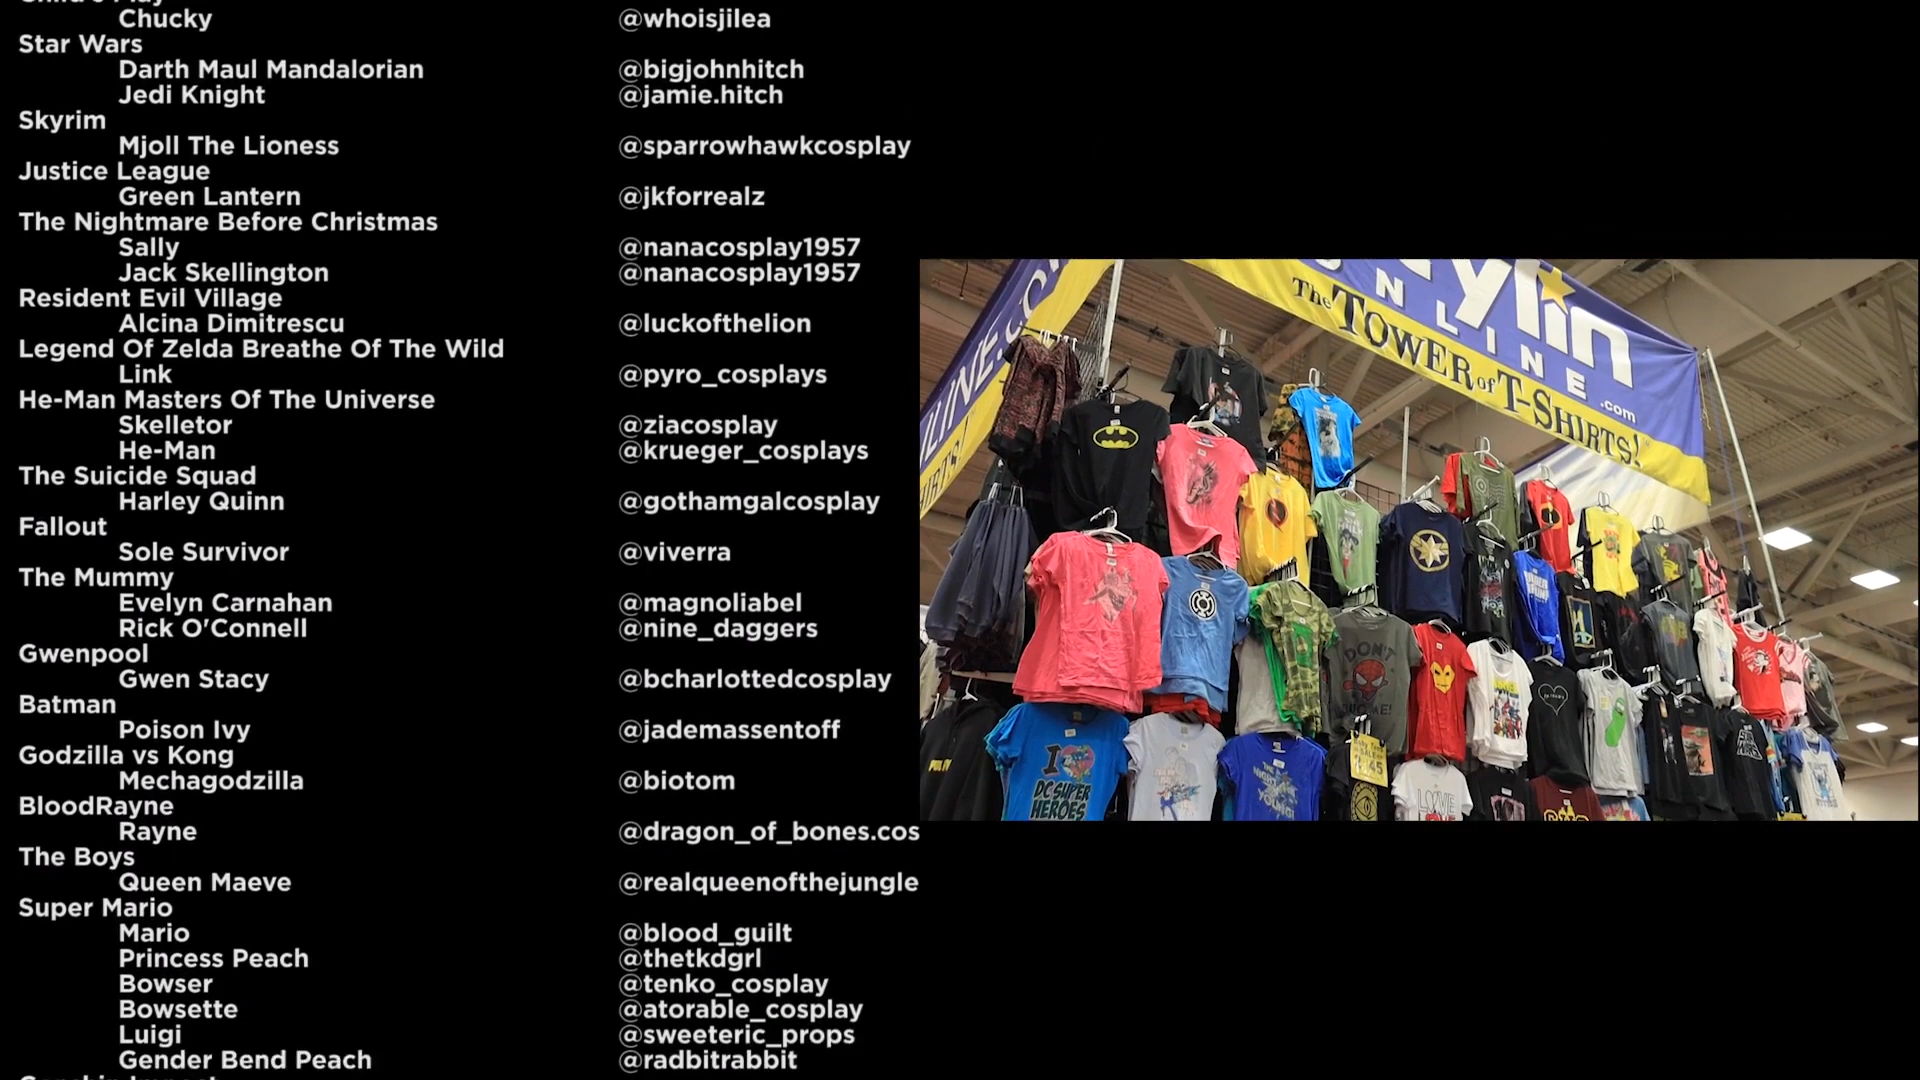 Chucky @whoisjilea
Star Wars
Darth Maul Mandalorian @bigjohnhitch
Jedi Knight @jamie.hitch
Skyrim
Mjoll The Lioness @sparrowhawkcosplay
Justice League
Green Lantern @jkforrealz
The Nightmare Before Christmas
Sally @nanacosplay1957
Jack Skellington @nanacosplay1957
Resident Evil Village
Alcina Dimitrescu @luckofthelion
Legend Of Zelda Breathe Of The Wild
Link @pyro_cosplays
He-Man Masters Of The Universe
Skelletor @ziacosplay
He-Man @krueger_cosplays
The Suicide Squad
Harley Quinn @gothamgalcosplay
Fallout
Sole Survivor @viverra
The Mummy
Evelyn Carnahan @magnoliabel
Rick O'Connell @nine_daggers
Gwenpool
Gwen Stacy @bcharlottedcosplay
Batman
Poison Ivy @jademassentoff
Godzilla vs Kong
Mechagodzilla @biotom
BloodRayne
Rayne @dragon_of_bones.cos
The Boys
Queen Maeve @realqueenofthejungle
Super Mario
Mario @blood_guilt
Princess Peach @thetkdgrl
Bowser @tenko_cosplay
Bowsette @atorable_cosplay
Luigi @sweeteric_props
Gender Bend Peach @radbitrabbit
ylin
NLINE.com
The TOWER of T-SHIRTS!
DON'T
I
DC SUPER
HEROES